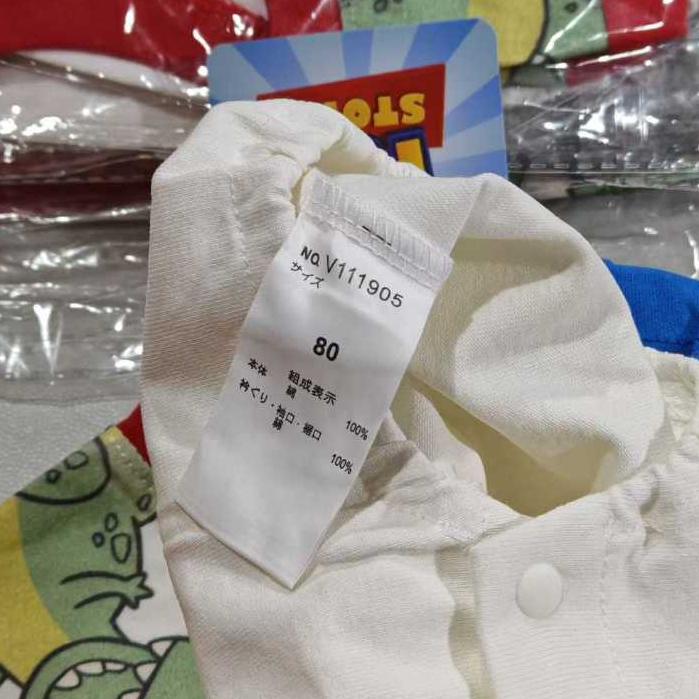 STOR
NO.V111905
サイズ
80
組成表示
本体 綿 100%
衿ぐり・袖口・裾口
綿 100%